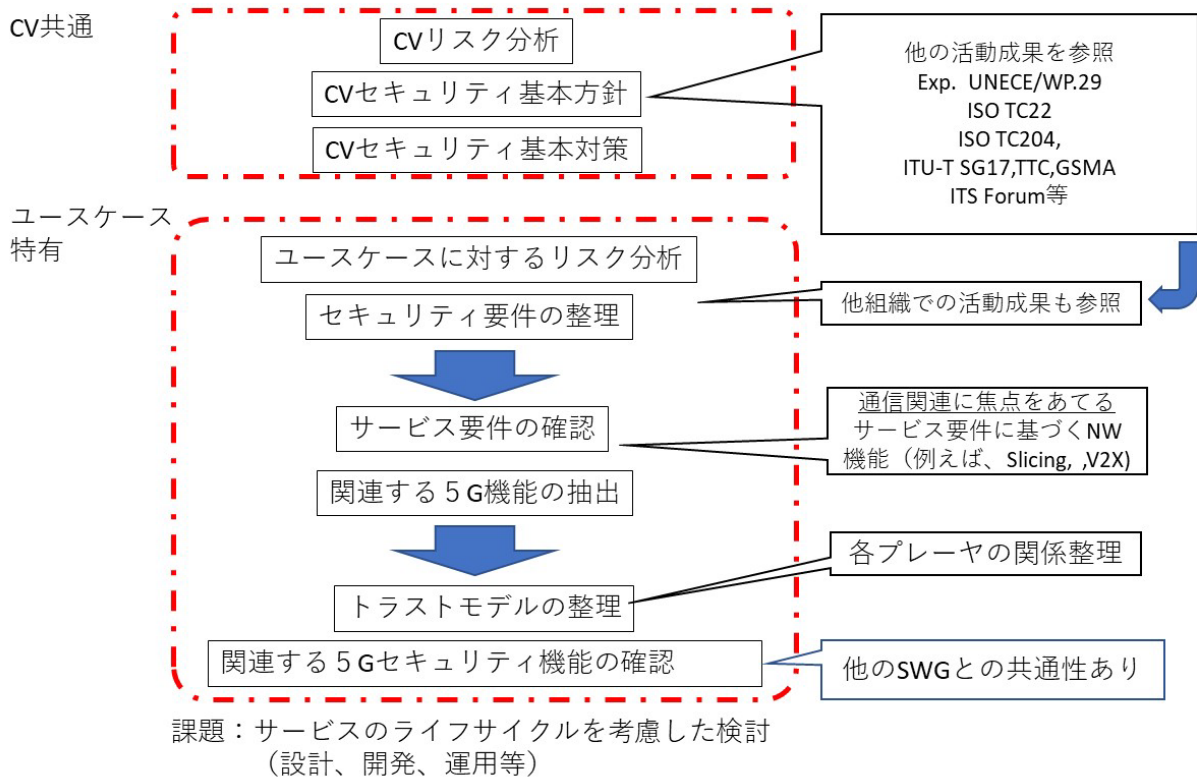 CV共通
CVリスク分析
CVセキュリティ基本方針
CVセキュリティ基本対策
他の活動成果を参照
Exp. UNECE/WP.29
ISO TC22
ISO TC204,
ITU-T SG17,TTC,GSMA
ITS Forum等
ユースケース
特有
ユースケースに対するリスク分析
セキュリティ要件の整理
他組織での活動成果も参照
サービス要件の確認
通信関連に焦点をあてる
サービス要件に基づくNW
機能（例えば、Slicing, ,V2X)
関連する５G機能の抽出
各プレーヤの関係整理
トラストモデルの整理
関連する５Gセキュリティ機能の確認
他のSWGとの共通性あり
課題：サービスのライフサイクルを考慮した検討
（設計、開発、運用等）